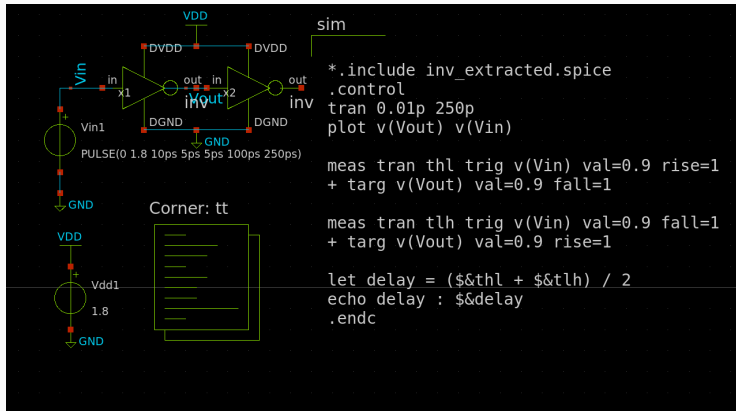 VDD
sim
DVDD
DVDD
Vin
in
x1
out
in
x2
out
inv
Vout
inv
DGND
DGND
GND
+
Vin1
PULSE(0 1.8 10ps 5ps 5ps 100ps 250ps)
GND
*.include inv_extracted.spice
.control
tran 0.01p 250p
plot v(Vout) v(Vin)
meas tran thl trig v(Vin) val=0.9 rise=1
+ targ v(Vout) val=0.9 fall=1
meas tran tlh trig v(Vin) val=0.9 fall=1
+ targ v(Vout) val=0.9 rise=1
let delay = ($&thl + $&tlh) / 2
echo delay : $&delay
.endc
Corner: tt
VDD
+
Vdd1
1.8
GND